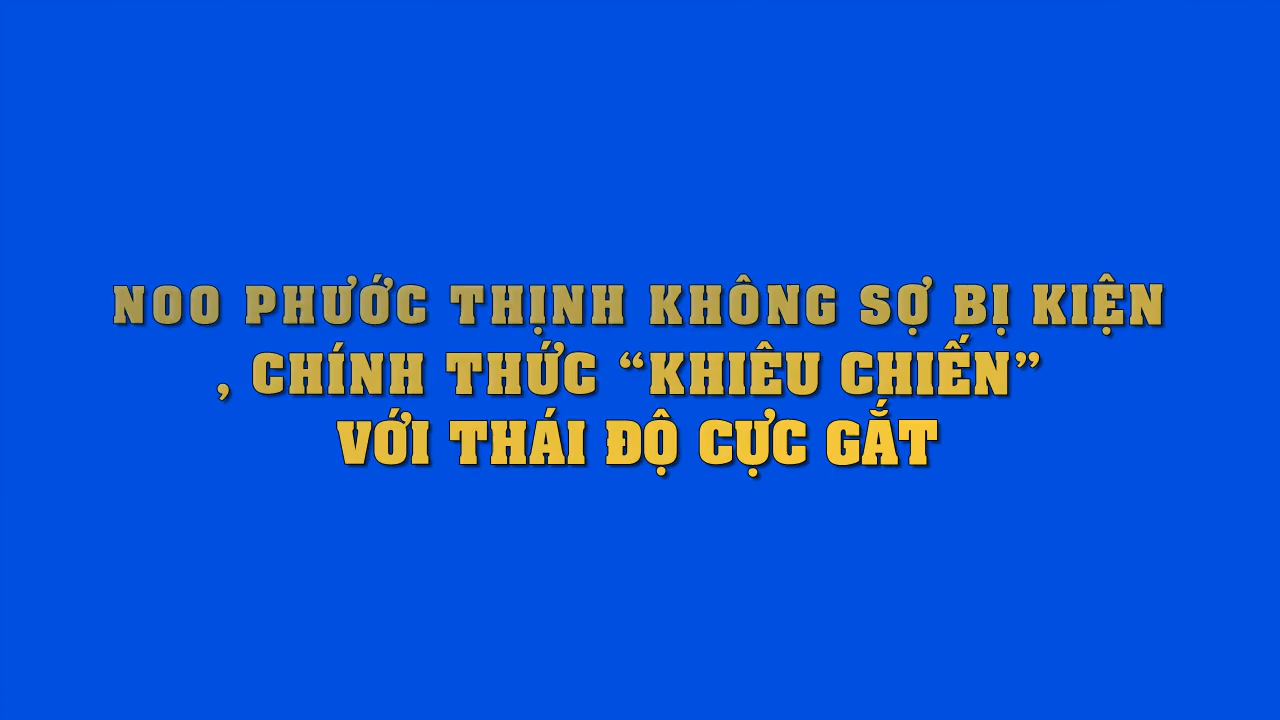 NOO PHƯỚC THỊNH KHÔNG SỢ BỊ KIỆN
, CHÍNH THỨC “KHIÊU CHIẾN”
VỚI THÁI ĐỘ CỰC GẮT